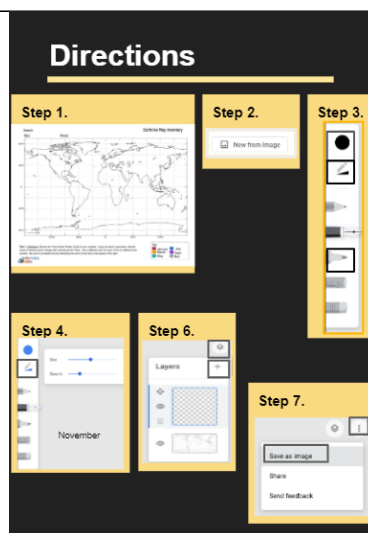 Directions
Step 1.
Step 2.
Step 3.
Earthrise Map Inventory
New from image
Step 4.
Step 6.
Size
Layers
November
Step 7.
Save as image
Share
Send feedback